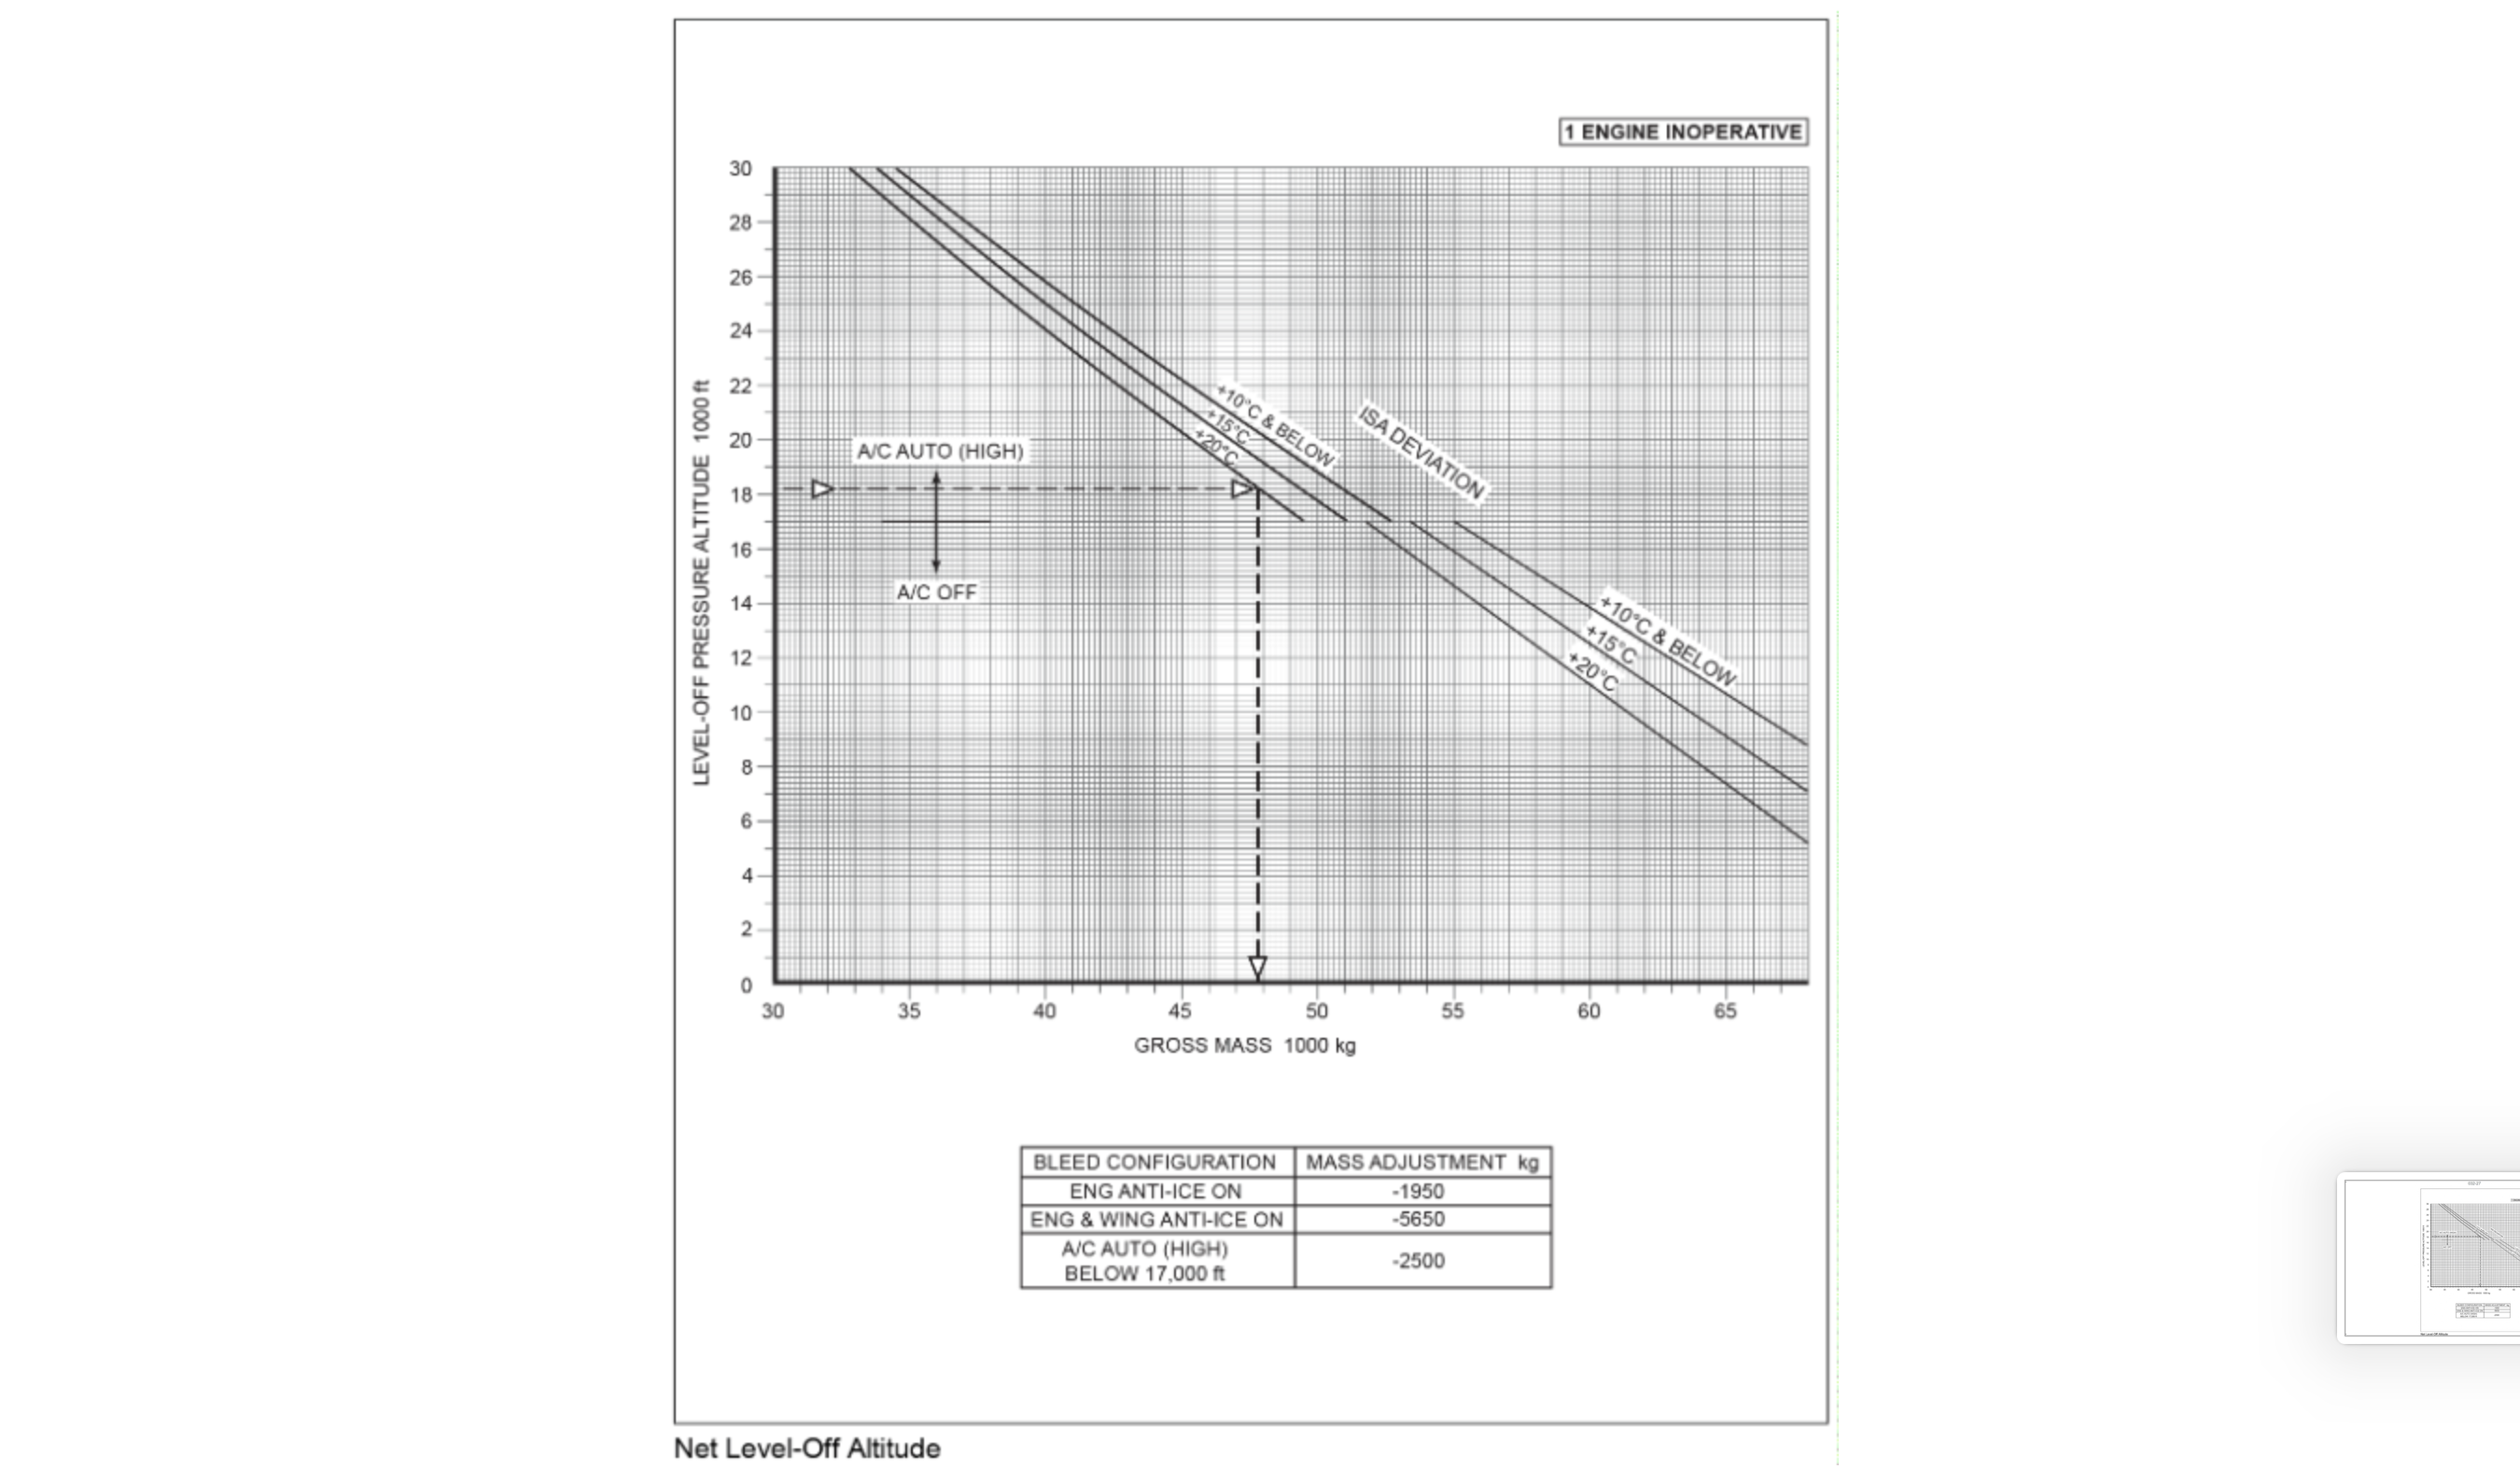 1 ENGINE INOPERATIVE
30
28
26
24
22
20
18
16
14
12
10
8
6
4
2
0
LEVEL-OFF PRESSURE ALTITUDE 1000 ft
A/C AUTO (HIGH)
A/C OFF
+10°C & BELOW
+15°C
+20°C
ISA DEVIATION
+10°C & BELOW
+15°C
+20°C
30 35 40 45 50 55 60 65
GROSS MASS 1000 kg
BLEED CONFIGURATION MASS ADJUSTMENT kg
ENG ANTI-ICE ON -1950
ENG & WING ANTI-ICE ON -5650
A/C AUTO (HIGH)
BELOW 17,000 ft -2500
Net Level-Off Altitude